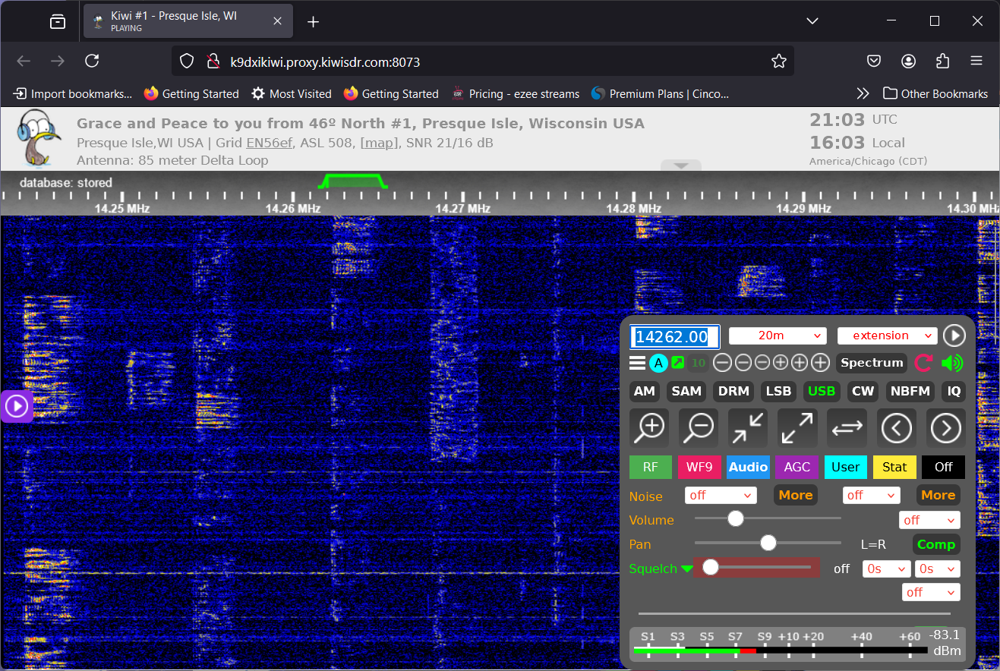 Kiwi #1 - Presque Isle, WI
PLAYING
k9dxikiwi.proxy.kiwisdr.com:8073
Import bookmarks... Getting Started Most Visited Getting Started Pricing - ezee streams Premium Plans | Cinco... Other Bookmarks
Grace and Peace to you from 46º North #1, Presque Isle, Wisconsin USA
Presque Isle,WI USA | Grid EN56ef, ASL 508, [map], SNR 21/16 dB
Antenna: 85 meter Delta Loop
21:03 UTC
16:03 Local
America/Chicago (CDT)
database: stored
14.25 MHz 14.26 MHz 14.27 MHz 14.28 MHz 14.29 MHz 14.30 MHz
14262.00 20m extension
A 10 Spectrum
AM SAM DRM LSB USB CW NBFM IQ
RF WF9 Audio AGC User Stat Off
Noise off More off More
Volume off
Pan L=R Comp
Squelch off 0s 0s
off
S1 S3 S5 S7 S9 +10 +20 +40 +60 -83.1
dBm